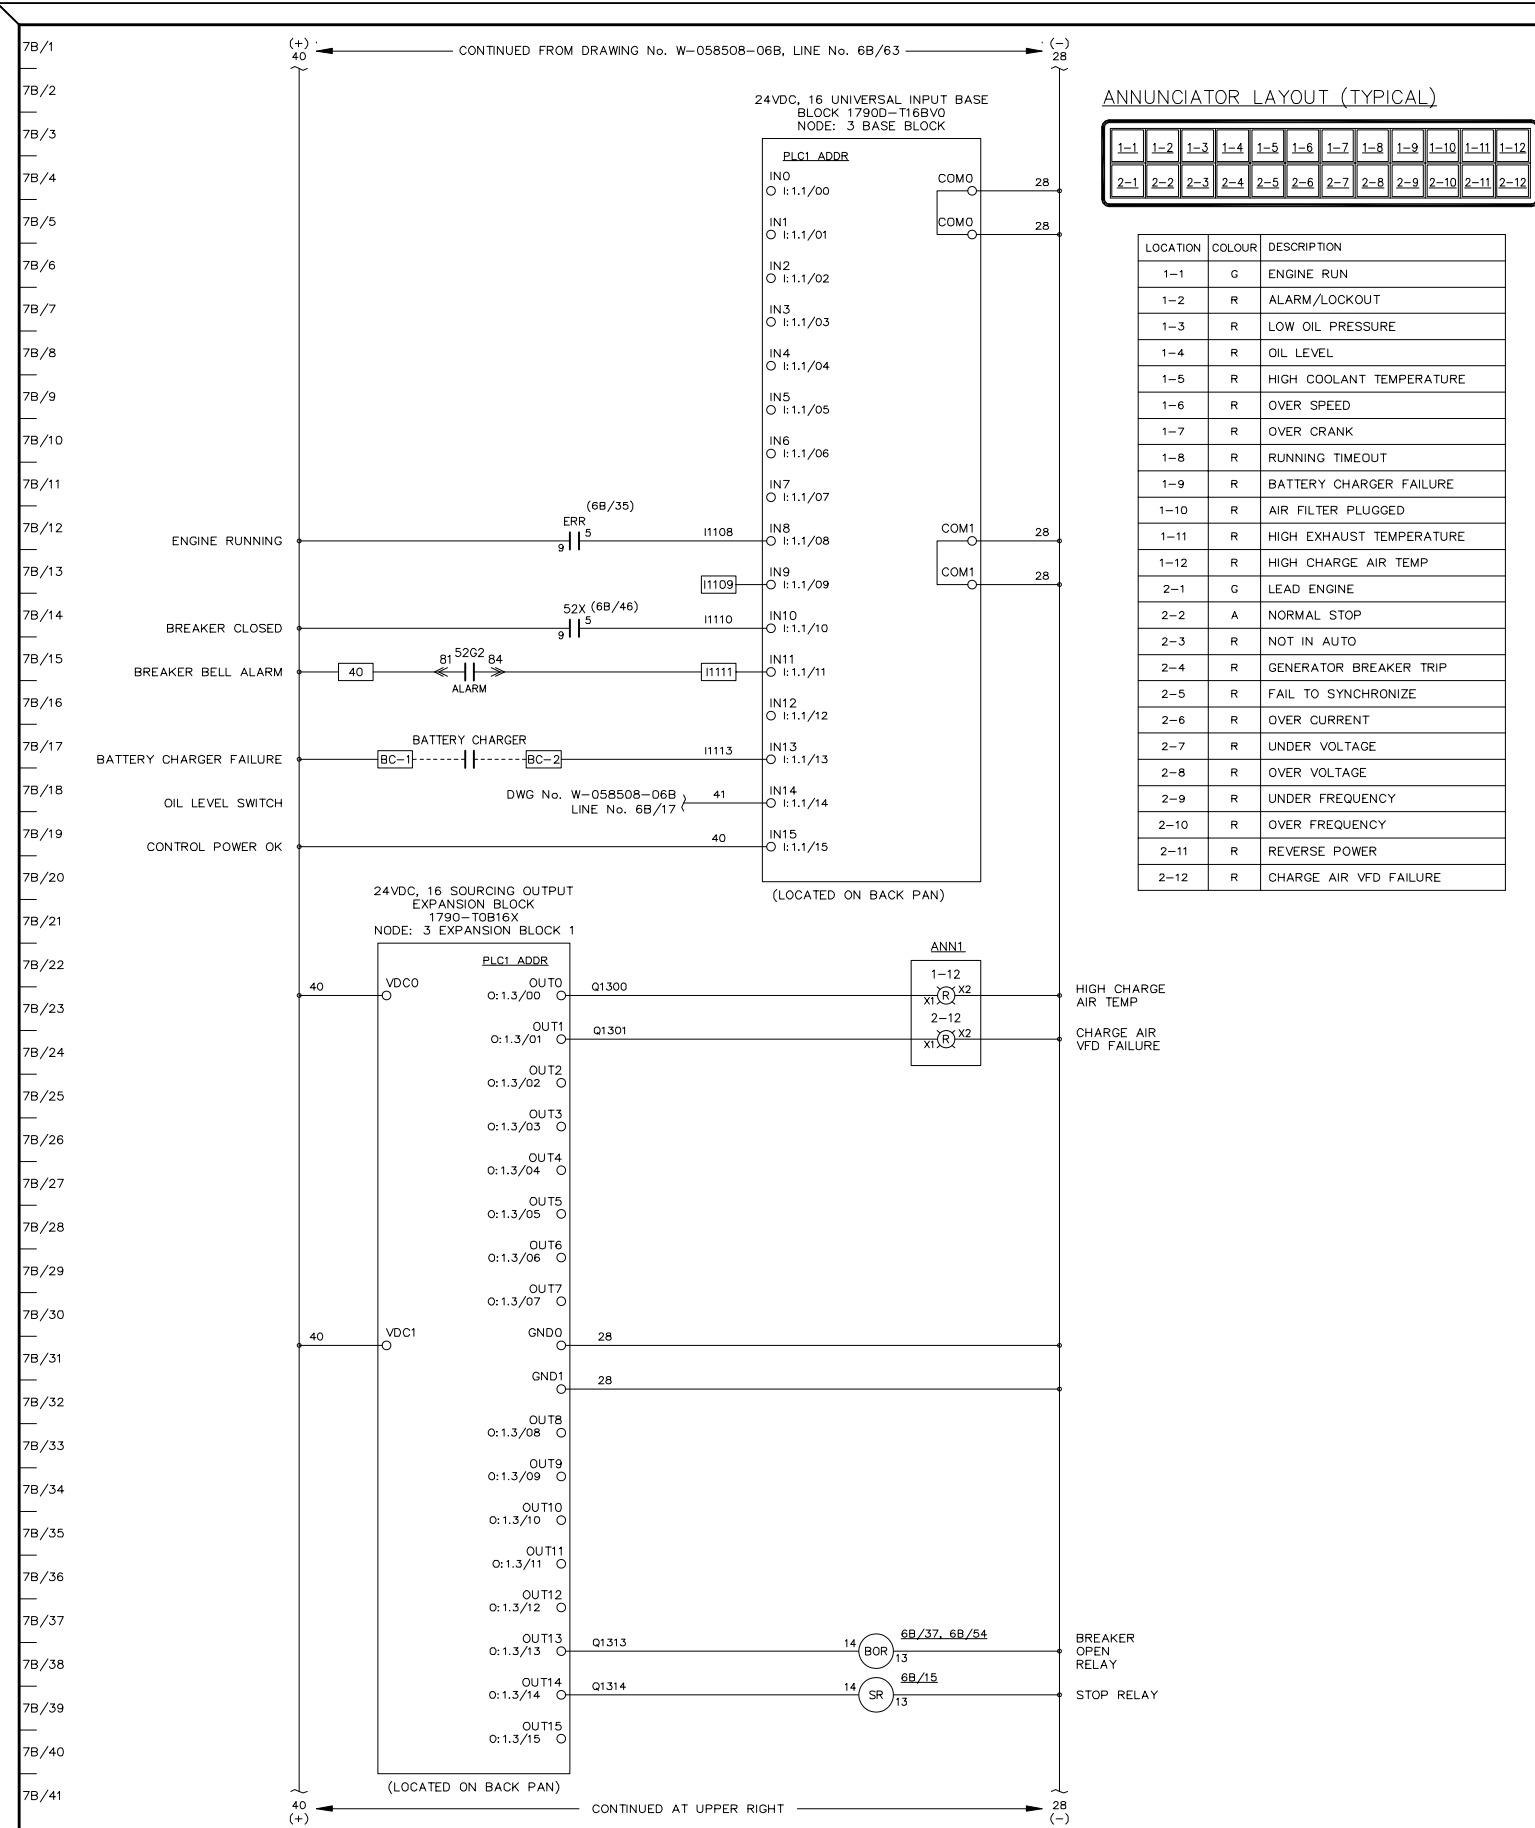 7B/1
(+)
40
CONTINUED FROM DRAWING No. W-058508-06B, LINE No. 6B/63
(-)
28
7B/2
24VDC, 16 UNIVERSAL INPUT BASE
BLOCK 1790D-T16BV0
NODE: 3 BASE BLOCK
7B/3
PLC1 ADDR
7B/4
IN0
I:1.1/00
COM0
28
7B/5
IN1
I:1.1/01
COM0
28
7B/6
IN2
I:1.1/02
7B/7
IN3
I:1.1/03
7B/8
IN4
I:1.1/04
7B/9
IN5
I:1.1/05
7B/10
IN6
I:1.1/06
7B/11
IN7
I:1.1/07
7B/12
ENGINE RUNNING
(6B/35)
ERR
9
5
I1108
IN8
I:1.1/08
COM1
28
7B/13
I1109
IN9
I:1.1/09
COM1
28
7B/14
BREAKER CLOSED
52X (6B/46)
9
5
I1110
IN10
I:1.1/10
7B/15
BREAKER BELL ALARM
40
81
52G2
84
ALARM
I1111
IN11
I:1.1/11
7B/16
IN12
I:1.1/12
7B/17
BATTERY CHARGER FAILURE
BATTERY CHARGER
BC-1
BC-2
I1113
IN13
I:1.1/13
7B/18
OIL LEVEL SWITCH
DWG No. W-058508-06B
LINE No. 6B/17
41
IN14
I:1.1/14
7B/19
CONTROL POWER OK
40
IN15
I:1.1/15
7B/20
(LOCATED ON BACK PAN)
24VDC, 16 SOURCING OUTPUT
EXPANSION BLOCK
1790-T0B16X
NODE: 3 EXPANSION BLOCK 1
7B/21
7B/22
PLC1 ADDR
ANN1
40
VDC0
OUT0
O:1.3/00
Q1300
1-12
X1
R
X2
HIGH CHARGE
AIR TEMP
7B/23
OUT1
O:1.3/01
Q1301
2-12
X1
R
X2
CHARGE AIR
VFD FAILURE
7B/24
OUT2
O:1.3/02
7B/25
OUT3
O:1.3/03
7B/26
OUT4
O:1.3/04
7B/27
OUT5
O:1.3/05
7B/28
OUT6
O:1.3/06
7B/29
OUT7
O:1.3/07
7B/30
40
VDC1
GND0
28
7B/31
GND1
28
7B/32
OUT8
O:1.3/08
7B/33
OUT9
O:1.3/09
7B/34
OUT10
O:1.3/10
7B/35
OUT11
O:1.3/11
7B/36
OUT12
O:1.3/12
7B/37
OUT13
O:1.3/13
Q1313
14
BOR
13
6B/37, 6B/54
BREAKER
OPEN
RELAY
7B/38
OUT14
O:1.3/14
Q1314
14
SR
13
6B/15
STOP RELAY
7B/39
OUT15
O:1.3/15
7B/40
(LOCATED ON BACK PAN)
7B/41
40
(+)
CONTINUED AT UPPER RIGHT
28
(-)
ANNUNCIATOR LAYOUT (TYPICAL)
1-1 1-2 1-3 1-4 1-5 1-6 1-7 1-8 1-9 1-10 1-11 1-12
2-1 2-2 2-3 2-4 2-5 2-6 2-7 2-8 2-9 2-10 2-11 2-12
LOCATION COLOUR DESCRIPTION
1-1 G ENGINE RUN
1-2 R ALARM/LOCKOUT
1-3 R LOW OIL PRESSURE
1-4 R OIL LEVEL
1-5 R HIGH COOLANT TEMPERATURE
1-6 R OVER SPEED
1-7 R OVER CRANK
1-8 R RUNNING TIMEOUT
1-9 R BATTERY CHARGER FAILURE
1-10 R AIR FILTER PLUGGED
1-11 R HIGH EXHAUST TEMPERATURE
1-12 R HIGH CHARGE AIR TEMP
2-1 G LEAD ENGINE
2-2 A NORMAL STOP
2-3 R NOT IN AUTO
2-4 R GENERATOR BREAKER TRIP
2-5 R FAIL TO SYNCHRONIZE
2-6 R OVER CURRENT
2-7 R UNDER VOLTAGE
2-8 R OVER VOLTAGE
2-9 R UNDER FREQUENCY
2-10 R OVER FREQUENCY
2-11 R REVERSE POWER
2-12 R CHARGE AIR VFD FAILURE